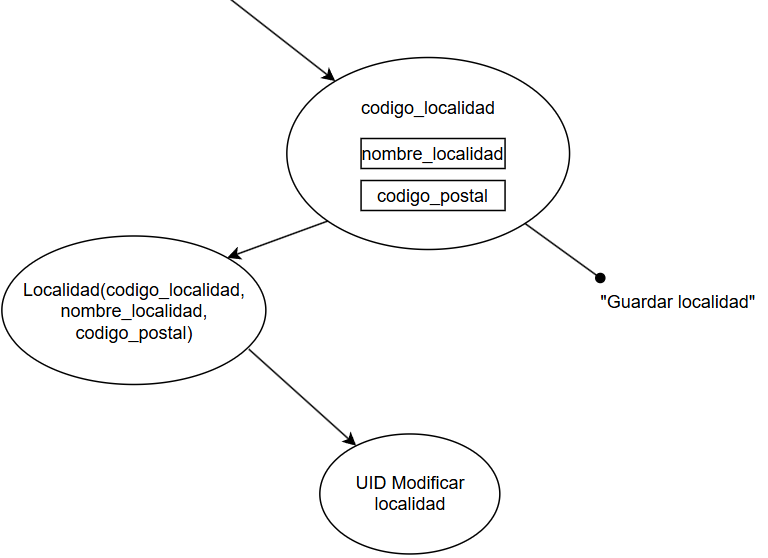 codigo_localidad
nombre_localidad
codigo_postal
"Guardar localidad"
Localidad(codigo_localidad,
nombre_localidad,
codigo_postal)
UID Modificar
localidad